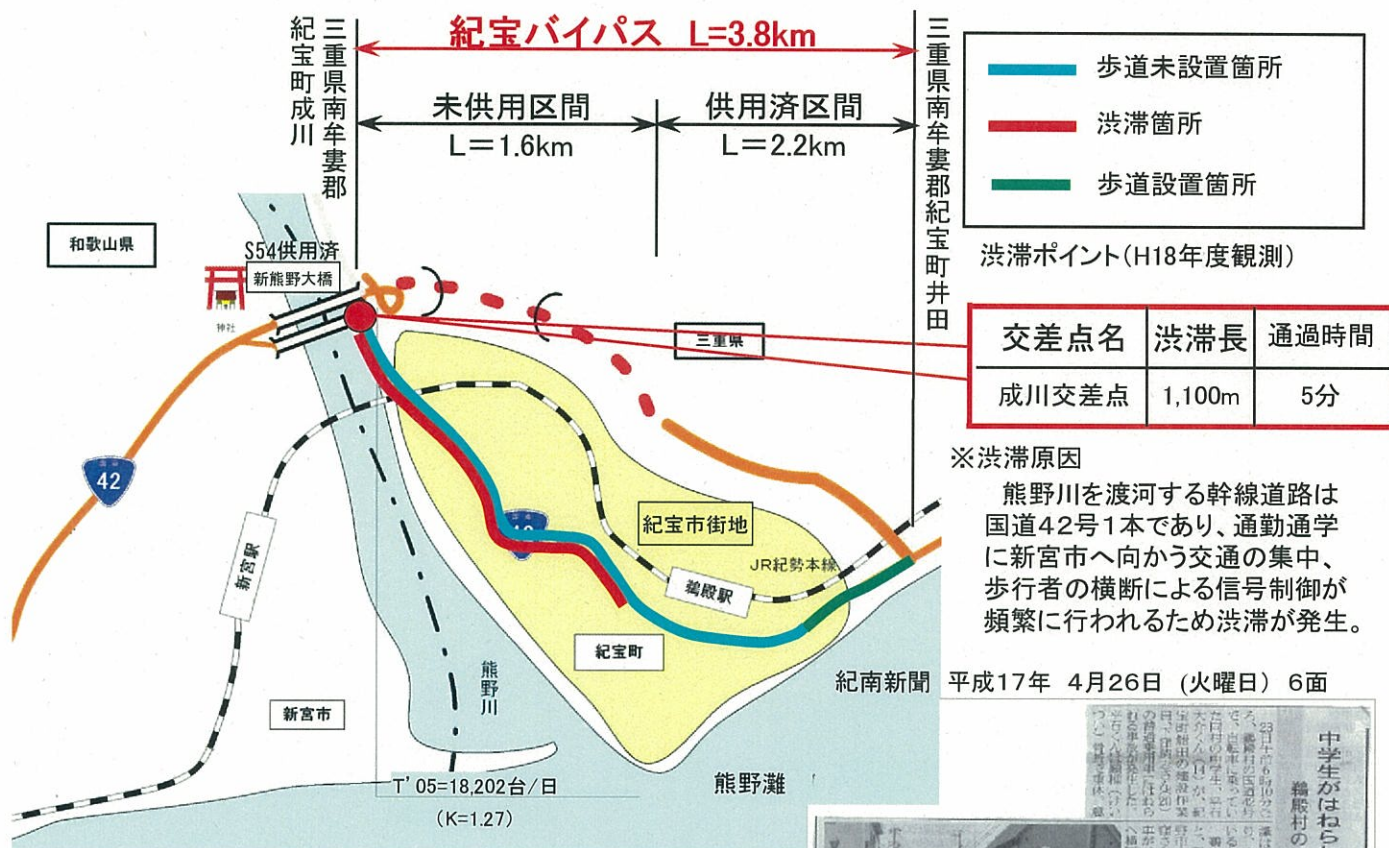 紀宝バイパス L=3.8km
三重県南牟婁郡
紀宝町成川
未供用区間
L=1.6km
供用済区間
L=2.2km
三重県南牟婁郡紀宝町井田
歩道未設置箇所
渋滞箇所
歩道設置箇所
渋滞ポイント(H18年度観測)
和歌山県
S54供用済
新熊野大橋
神社
三重県
交差点名 渋滞長 通過時間
成川交差点 1,100m 5分
※渋滞原因
熊野川を渡河する幹線道路は
国道42号1本であり、通勤通学
に新宮市へ向かう交通の集中、
歩行者の横断による信号制御が
頻繁に行われるため渋滞が発生。
42
紀宝市街地
JR紀勢本線
鵜殿駅
新宮駅
紀宝町
熊野川
新宮市
熊野灘
T'05=18,202台/日
(K=1.27)
紀南新聞 平成17年 4月26日 (火曜日) 6面
中学生がはねら
鵜殿村の